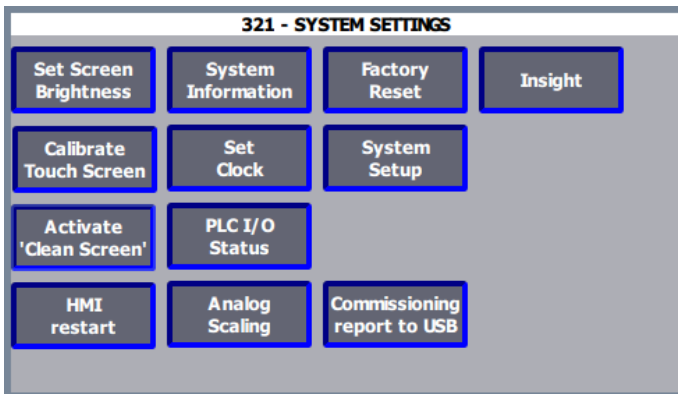 321 - SYSTEM SETTINGS
Set Screen
Brightness
System
Information
Factory
Reset
Insight
Calibrate
Touch Screen
Set
Clock
System
Setup
Activate
'Clean Screen'
PLC I/O
Status
HMI
restart
Analog
Scaling
Commissioning
report to USB